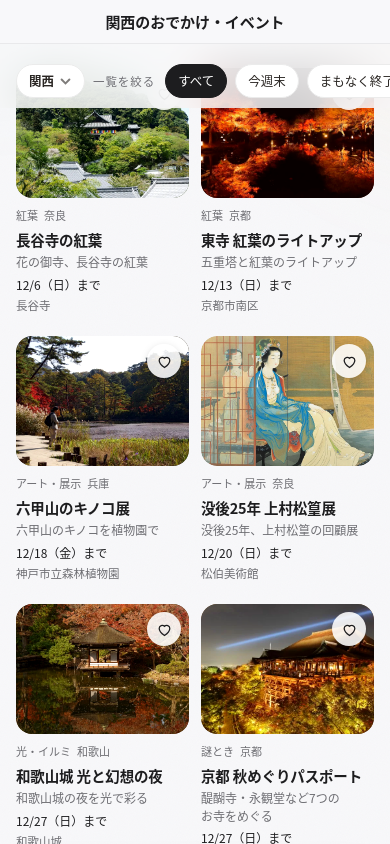 関西のおでかけ・イベント
関西
一覧を絞る
すべて
今週末
まもなく終了
紅葉 奈良
長谷寺の紅葉
花の御寺、長谷寺の紅葉
12/6（日）まで
長谷寺
紅葉 京都
東寺 紅葉のライトアップ
五重塔と紅葉のライトアップ
12/13（日）まで
京都市南区
アート・展示 兵庫
六甲山のキノコ展
六甲山のキノコを植物園で
12/18（金）まで
神戸市立森林植物園
アート・展示 奈良
没後25年 上村松篁展
没後25年、上村松篁の回顧展
12/20（日）まで
松伯美術館
光・イルミ 和歌山
和歌山城 光と幻想の夜
和歌山城の夜を光で彩る
12/27（日）まで
和歌山城
謎とき 京都
京都 秋めぐりパスポート
醍醐寺・永観堂など7つの
お寺をめぐる
12/27（日）まで